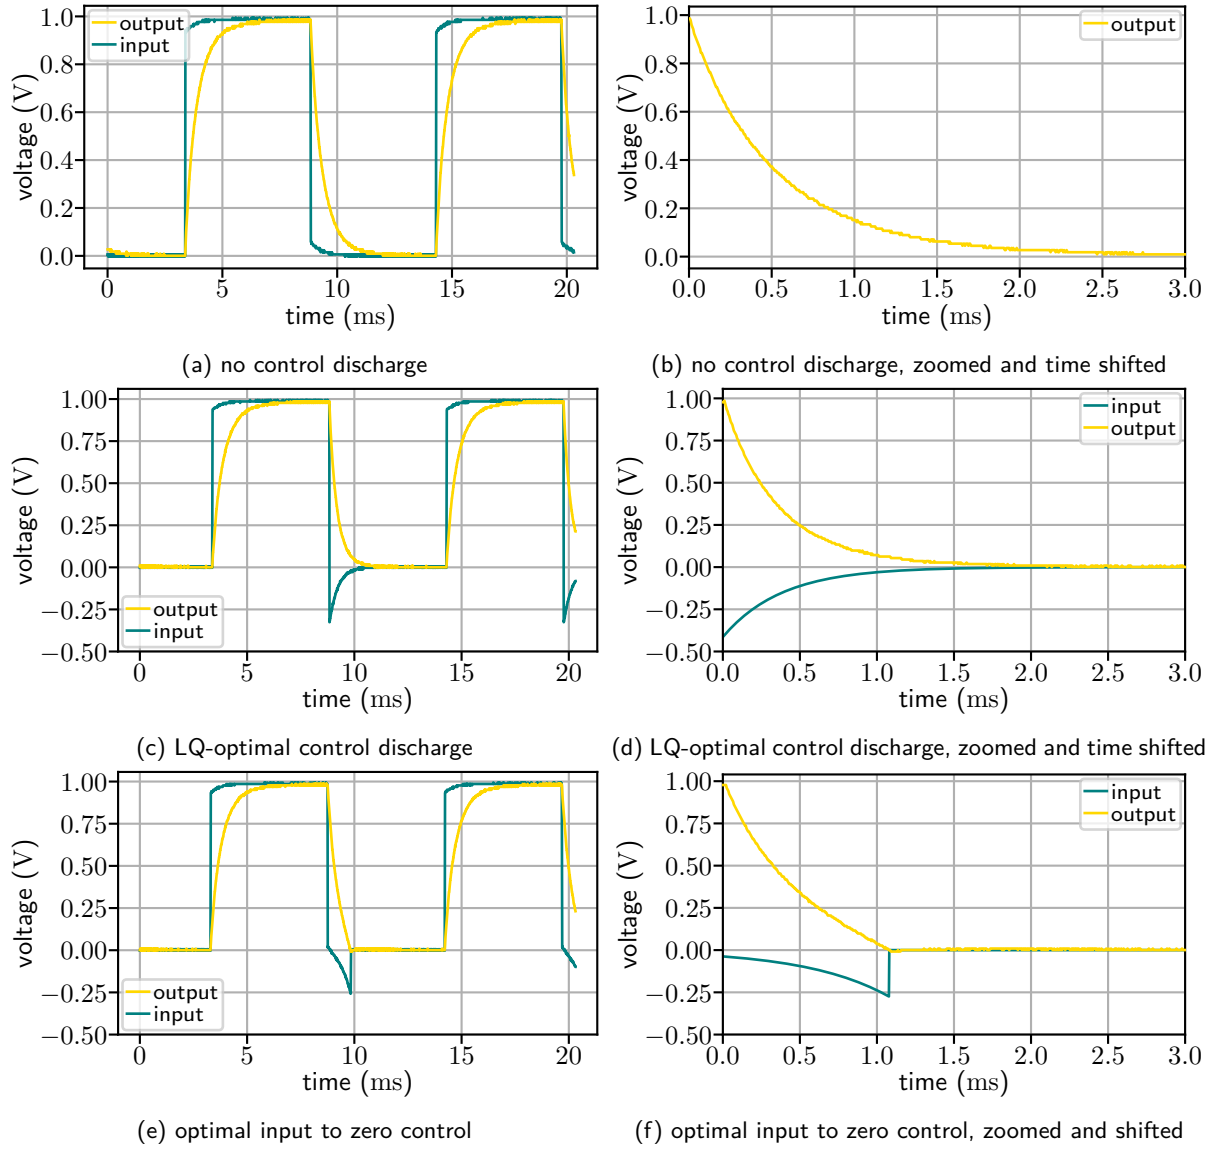 1.0
0.8
0.6
0.4
0.2
0.0
voltage (V)
output
input
0
5
10
15
20
time (ms)
(a) no control discharge
1.0
0.8
0.6
0.4
0.2
0.0
voltage (V)
output
0.0
0.5
1.0
1.5
2.0
2.5
3.0
time (ms)
(b) no control discharge, zoomed and time shifted
1.00
0.75
0.50
0.25
0.00
−0.25
−0.50
voltage (V)
output
input
0
5
10
15
20
time (ms)
(c) LQ-optimal control discharge
1.00
0.75
0.50
0.25
0.00
−0.25
−0.50
voltage (V)
input
output
0.0
0.5
1.0
1.5
2.0
2.5
3.0
time (ms)
(d) LQ-optimal control discharge, zoomed and time shifted
1.00
0.75
0.50
0.25
0.00
−0.25
−0.50
voltage (V)
output
input
0
5
10
15
20
time (ms)
(e) optimal input to zero control
1.00
0.75
0.50
0.25
0.00
−0.25
−0.50
voltage (V)
input
output
0.0
0.5
1.0
1.5
2.0
2.5
3.0
time (ms)
(f) optimal input to zero control, zoomed and shifted